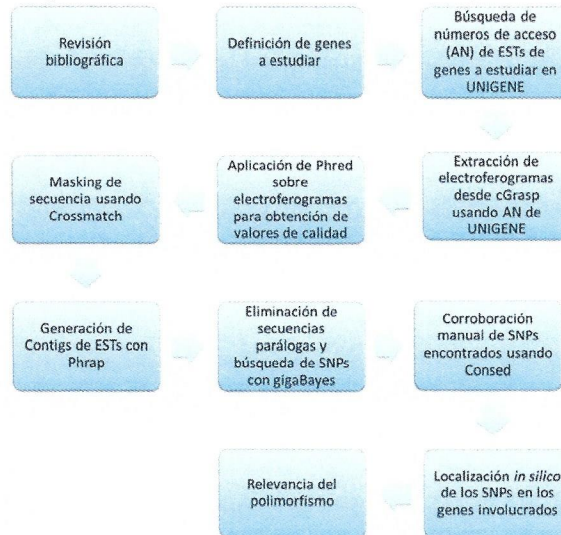 Revisión
bibliográfica
Definición de genes
a estudiar
Búsqueda de
números de acceso
(AN) de ESTs de
genes a estudiar en
UNIGENE
Extracción de
electroferogramas
desde cGrasp
usando AN de
UNIGENE
Aplicación de Phred
sobre
electroferogramas
para obtención de
valores de calidad
Masking de
secuencia usando
Crossmatch
Generación de
Contigs de ESTs con
Phrap
Eliminación de
secuencias
parálogas y
búsqueda de SNPs
con gigaBayes
Corroboración
manual de SNPs
encontrados usando
Consed
Localización in silico
de los SNPs en los
genes involucrados
Relevancia del
polimorfismo